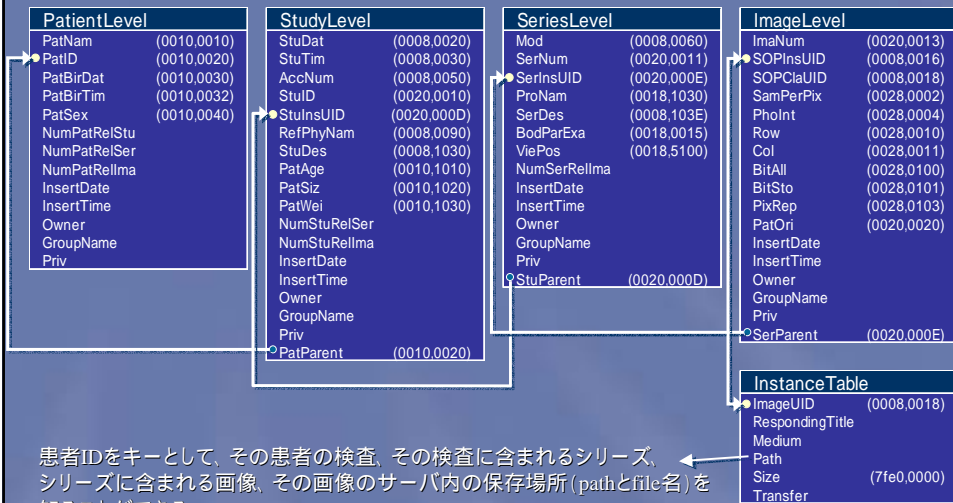 PatientLevel
PatNam (0010,0010)
PatID (0010,0020)
PatBirDat (0010,0030)
PatBirTim (0010,0032)
PatSex (0010,0040)
NumPatRelStu
NumPatRelSer
NumPatRelIma
InsertDate
InsertTime
Owner
GroupName
Priv
StudyLevel
StuDat (0008,0020)
StuTim (0008,0030)
AccNum (0008,0050)
StuID (0020,0010)
StuInsUID (0020,000D)
RefPhyNam (0008,0090)
StuDes (0008,1030)
PatAge (0010,1010)
PatSiz (0010,1020)
PatWei (0010,1030)
NumStuRelSer
NumStuRelIma
InsertDate
InsertTime
Owner
GroupName
Priv
PatParent (0010,0020)
SeriesLevel
Mod (0008,0060)
SerNum (0020,0011)
SerInsUID (0020,000E)
ProNam (0018,1030)
SerDes (0008,103E)
BodParExa (0018,0015)
ViePos (0018,5100)
NumSerRelIma
InsertDate
InsertTime
Owner
GroupName
Priv
StuParent (0020,000D)
ImageLevel
ImaNum (0020,0013)
SOPInsUID (0008,0016)
SOPClaUID (0008,0018)
SamPerPix (0028,0002)
PhoInt (0028,0004)
Row (0028,0010)
Col (0028,0011)
BitAll (0028,0100)
BitSto (0028,0101)
PixRep (0028,0103)
PatOri (0020,0020)
InsertDate
InsertTime
Owner
GroupName
Priv
SerParent (0020,000E)
InstanceTable
ImageUID (0008,0018)
RespondingTitle
Medium
Path
Size (7fe0,0000)
Transfer
患者IDをキーとして、その患者の検査、その検査に含まれるシリーズ、
シリーズに含まれる画像、その画像のサーバ内の保存場所(pathとfile名)を